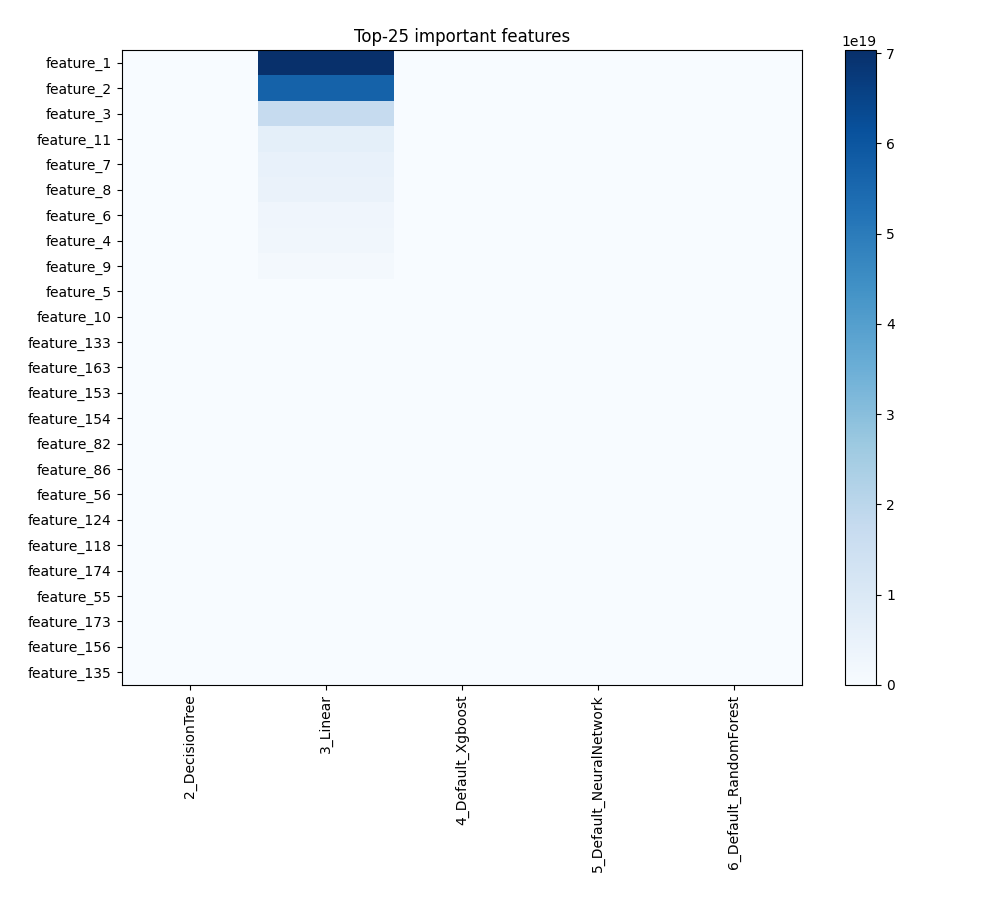 Top-25 important features
1e19
feature_1
feature_2
feature_3
feature_11
feature_7
feature_8
feature_6
feature_4
feature_9
feature_5
feature_10
feature_133
feature_163
feature_153
feature_154
feature_82
feature_86
feature_56
feature_124
feature_118
feature_174
feature_55
feature_173
feature_156
feature_135
2_DecisionTree
3_Linear
4_Default_Xgboost
5_Default_NeuralNetwork
6_Default_RandomForest
7
6
5
4
3
2
1
0